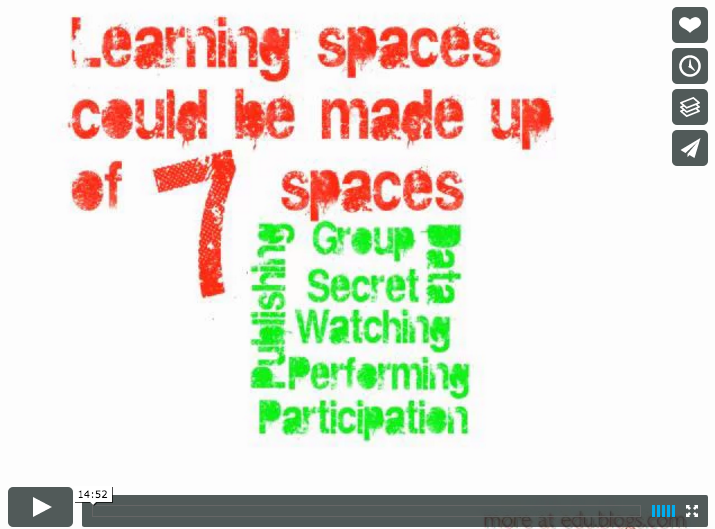 Learning spaces
could be made up
of 7 spaces
Publishing
Group
Data
Secret
Watching
Performing
Participation
14:52
more at edu.blogs.com